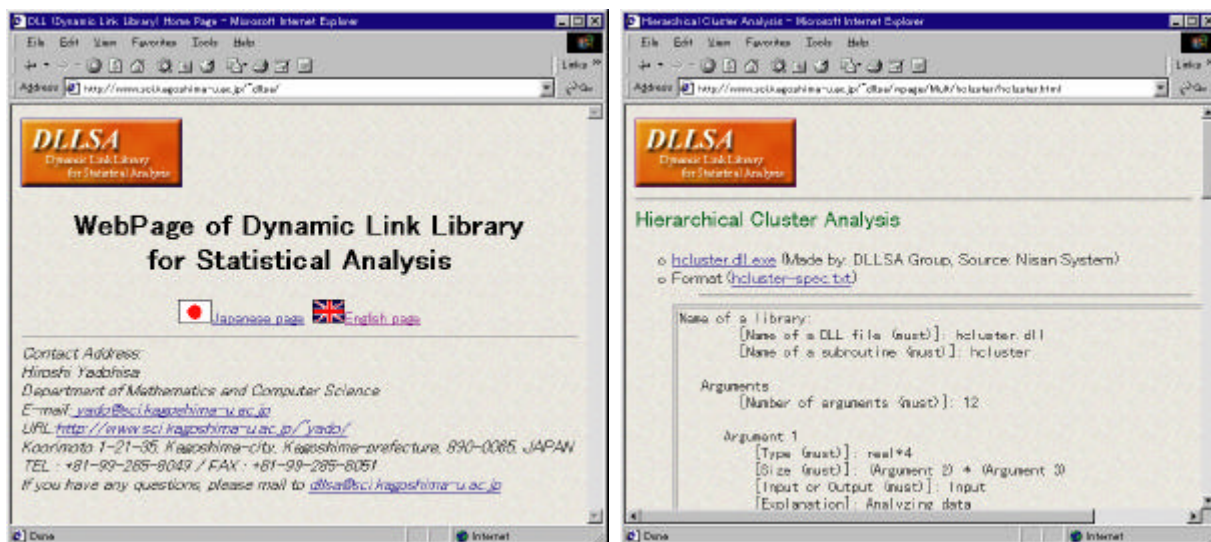 DLL (Dynamic Link Library) Home Page - Microsoft Internet Explorer
File Edit View Favorites Tools Help
Links »
Address http://www.sci.kagoshima-u.ac.jp/~dllsa/
DLLSA
Dynamic Link Library
for Statistical Analysis
WebPage of Dynamic Link Library
for Statistical Analysis
Japanese page English page
Contact Address:
Hiroshi Yadohisa
Department of Mathematics and Computer Science
E-mail: yado@sci.kagoshima-u.ac.jp
URL:http://www.sci.kagoshima-u.ac.jp/~yado/
Koorimoto 1-21-35, Kagoshima-city, Kagoshima-prefecture, 890-0065, JAPAN
TEL : +81-99-285-8049 / FAX : +81-99-285-8051
If you have any questions, please mail to dllsa@sci.kagoshima-u.ac.jp
Done Internet
Hierarchical Cluster Analysis - Microsoft Internet Explorer
File Edit View Favorites Tools Help
Links »
Address http://www.sci.kagoshima-u.ac.jp/~dllsa/npage/Mult/hcluster/hcluster.html
DLLSA
Dynamic Link Library
for Statistical Analysis
Hierarchical Cluster Analysis
hcluster.dll.exe (Made by: DLLSA Group, Source: Nisan System)
Format (hcluster-spec.txt)
Name of a library:
[Name of a DLL file (must)]: hcluster.dll
[Name of a subroutine (must)]: hcluster
Arguments
[Number of arguments (must)]: 12
Argument 1
[Type (must)]: real*4
[Size (must)]: (Argument 2) * (Argument 3)
[Input or Output (must)]: Input
[Explanation]: Analyzing data
Done Internet